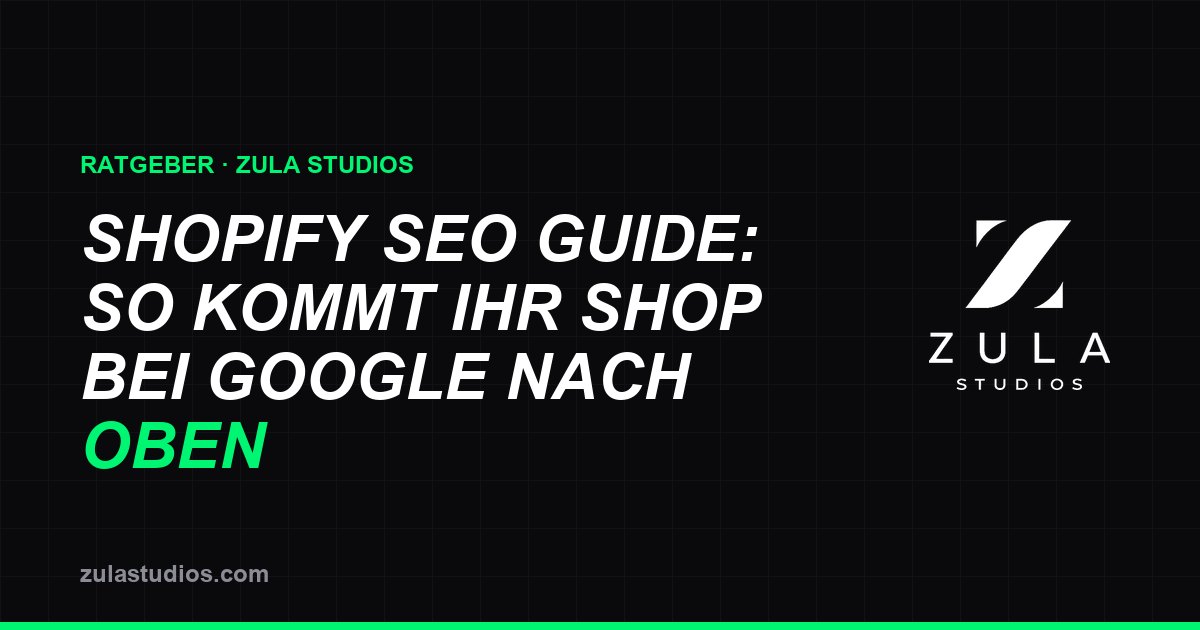 RATGEBER · ZULA STUDIOS
SHOPIFY SEO GUIDE:
SO KOMMT IHR SHOP
BEI GOOGLE NACH
OBEN
ZULA
STUDIOS
zulastudios.com